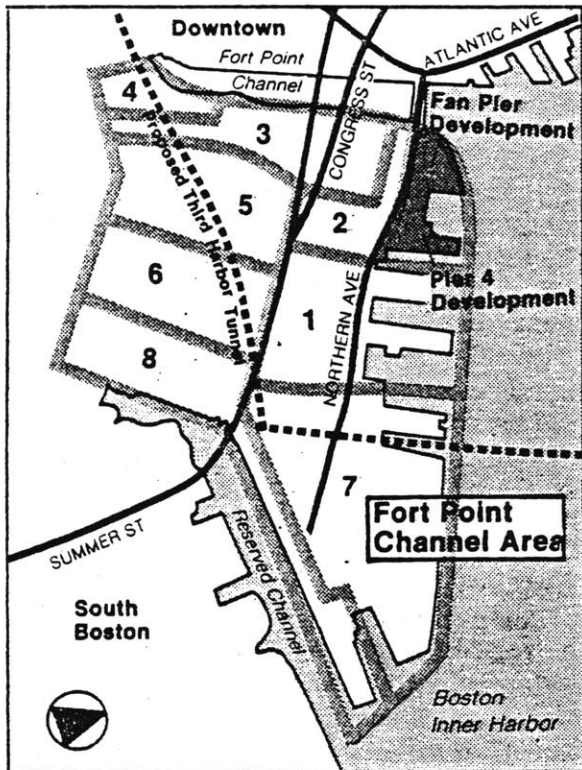 Downtown
ATLANTIC AVE
Fort Point
Channel
CONGRESS ST
Fan Pier
Development
4
3
Proposed Third Harbor Tunnel
5
2
6
Pier 4
Development
1
NORTHERN AVE
8
7
Fort Point
Channel Area
SUMMER ST
Reserved Channel
South
Boston
Boston
Inner Harbor